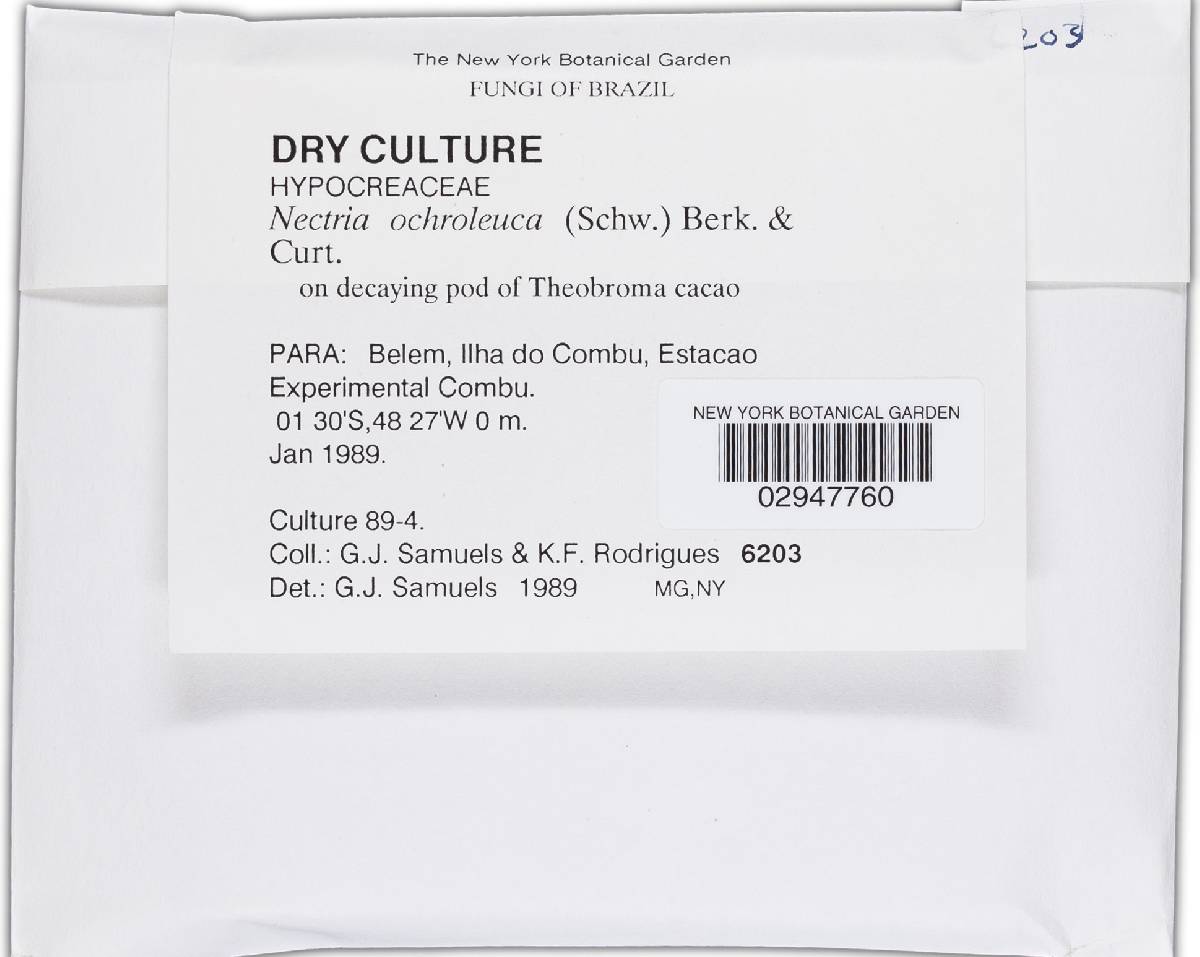 203
The New York Botanical Garden
FUNGI OF BRAZIL
DRY CULTURE
HYPOCREACEAE
Nectria ochroleuca (Schw.) Berk. &
Curt.
on decaying pod of Theobroma cacao
PARA: Belem, Ilha do Combu, Estacao
Experimental Combu.
01 30'S,48 27'W 0 m.
Jan 1989.
NEW YORK BOTANICAL GARDEN
02947760
Culture 89-4.
Coll.: G.J. Samuels & K.F. Rodrigues 6203
Det.: G.J. Samuels 1989 MG,NY